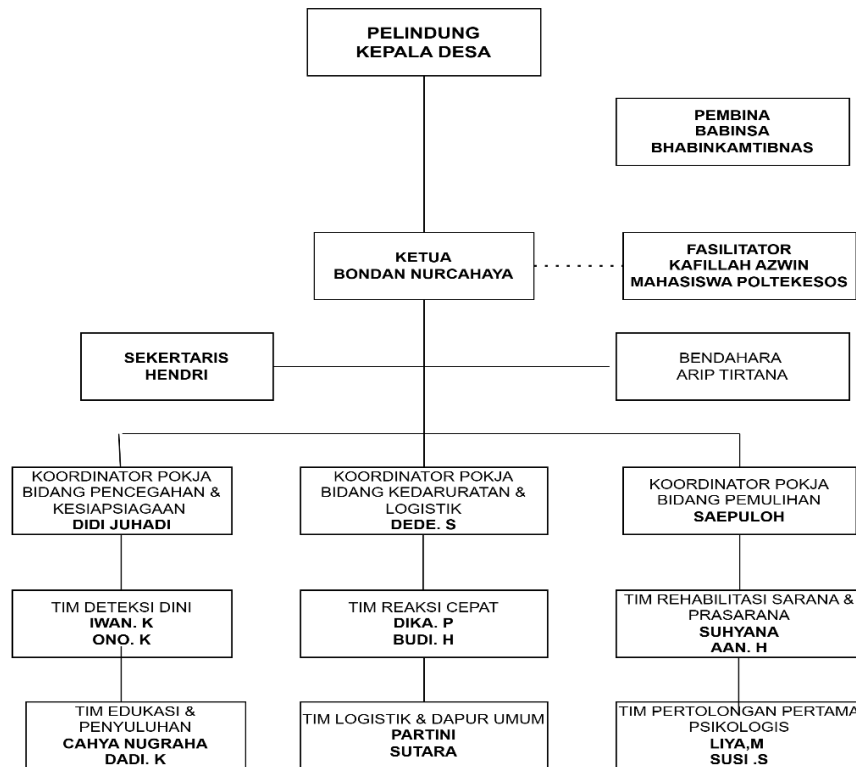 PELINDUNG
KEPALA DESA
PEMBINA
BABINSA
BHABINKAMTIBNAS
KETUA
BONDAN NURCAHAYA
FASILITATOR
KAFILLAH AZWIN
MAHASISWA POLTEKESOS
SEKERTARIS
HENDRI
BENDAHARA
ARIP TIRTANA
KOORDINATOR POKJA
BIDANG PENCEGAHAN &
KESIAPSIAGAAN
DIDI JUHADI
KOORDINATOR POKJA
BIDANG KEDARURATAN &
LOGISTIK
DEDE. S
KOORDINATOR POKJA
BIDANG PEMULIHAN
SAEPULOH
TIM DETEKSI DINI
IWAN. K
ONO. K
TIM REAKSI CEPAT
DIKA. P
BUDI. H
TIM REHABILITASI SARANA &
PRASARANA
SUHYANA
AAN. H
TIM EDUKASI &
PENYULUHAN
CAHYA NUGRAHA
DADI. K
TIM LOGISTIK & DAPUR UMUM
PARTINI
SUTARA
TIM PERTOLONGAN PERTAMA
PSIKOLOGIS
LIYA,M
SUSI .S